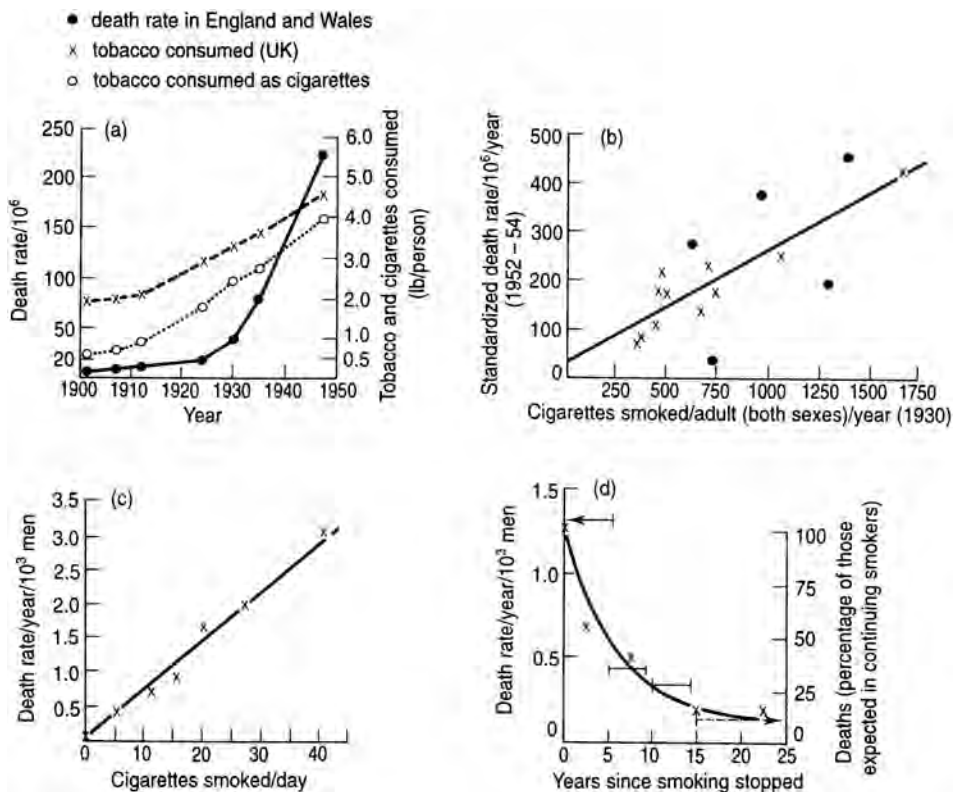 ● death rate in England and Wales
x tobacco consumed (UK)
○ tobacco consumed as cigarettes
(a)
Death rate/10⁶
250
200
150
100
50
20
1900 1910 1920 1930 1940 1950
Year
6.0
5.0
4.0
3.0
2.0
1.0
0.5
Tobacco and cigarettes consumed
(lb/person)
(b)
Standardized death rate/10⁶/year
(1952 – 54)
500
400
300
200
100
0
250 500 750 1000 1250 1500 1750
Cigarettes smoked/adult (both sexes)/year (1930)
(c)
Death rate/year/10³ men
3.5
3.0
2.5
2.0
1.5
1.0
0.5
0 10 20 30 40
Cigarettes smoked/day
(d)
Death rate/year/10³ men
1.5
1.0
0.5
0
0 5 10 15 20 25
Years since smoking stopped
100
75
50
25
0
Deaths (percentage of those
expected in continuing smokers)